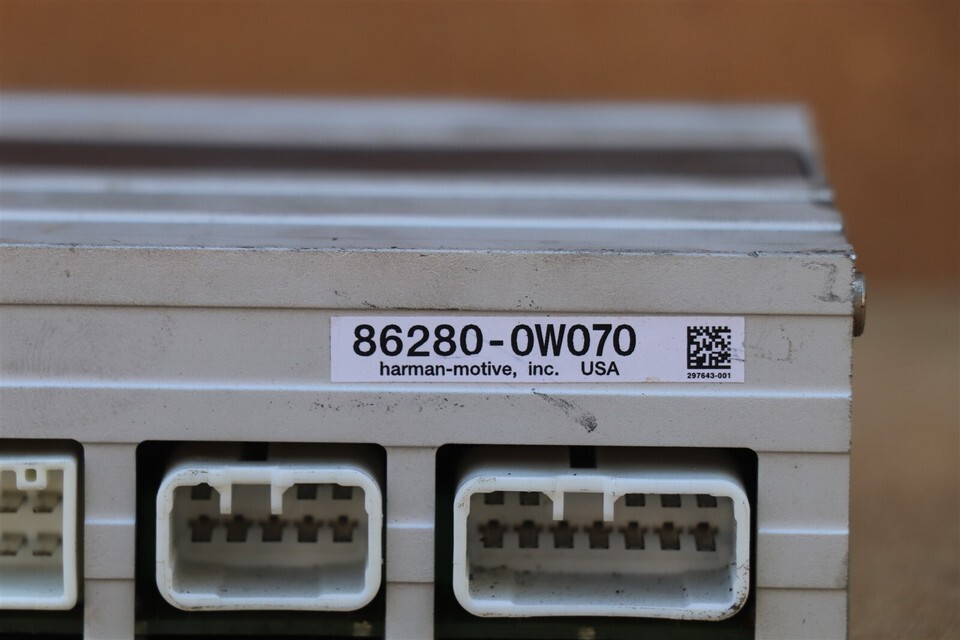 86280-0W070
harman-motive, inc. USA
297643-001